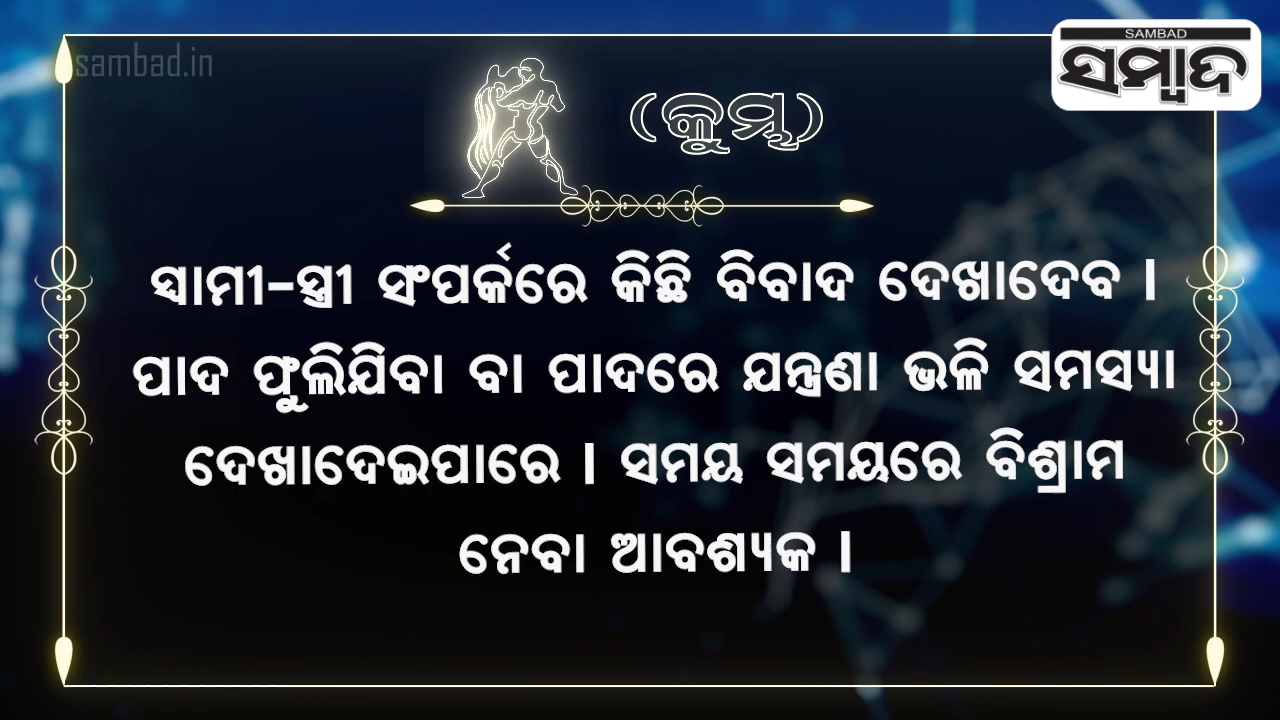 sambad.in
SAMBAD
ସମ୍ବାଦ
(କୁମ୍ଭ)
ସ୍ୱାମୀ-ସ୍ତ୍ରୀ ସଂପର୍କରେ କିଛି ବିବାଦ ଦେଖାଦେବ ।
ପାଦ ଫୁଲିଯିବା ବା ପାଦରେ ଯନ୍ତ୍ରଣା ଭଳି ସମସ୍ୟା
ଦେଖାଦେଇପାରେ । ସମୟ ସମୟରେ ବିଶ୍ରାମ
ନେବା ଆବଶ୍ୟକ ।